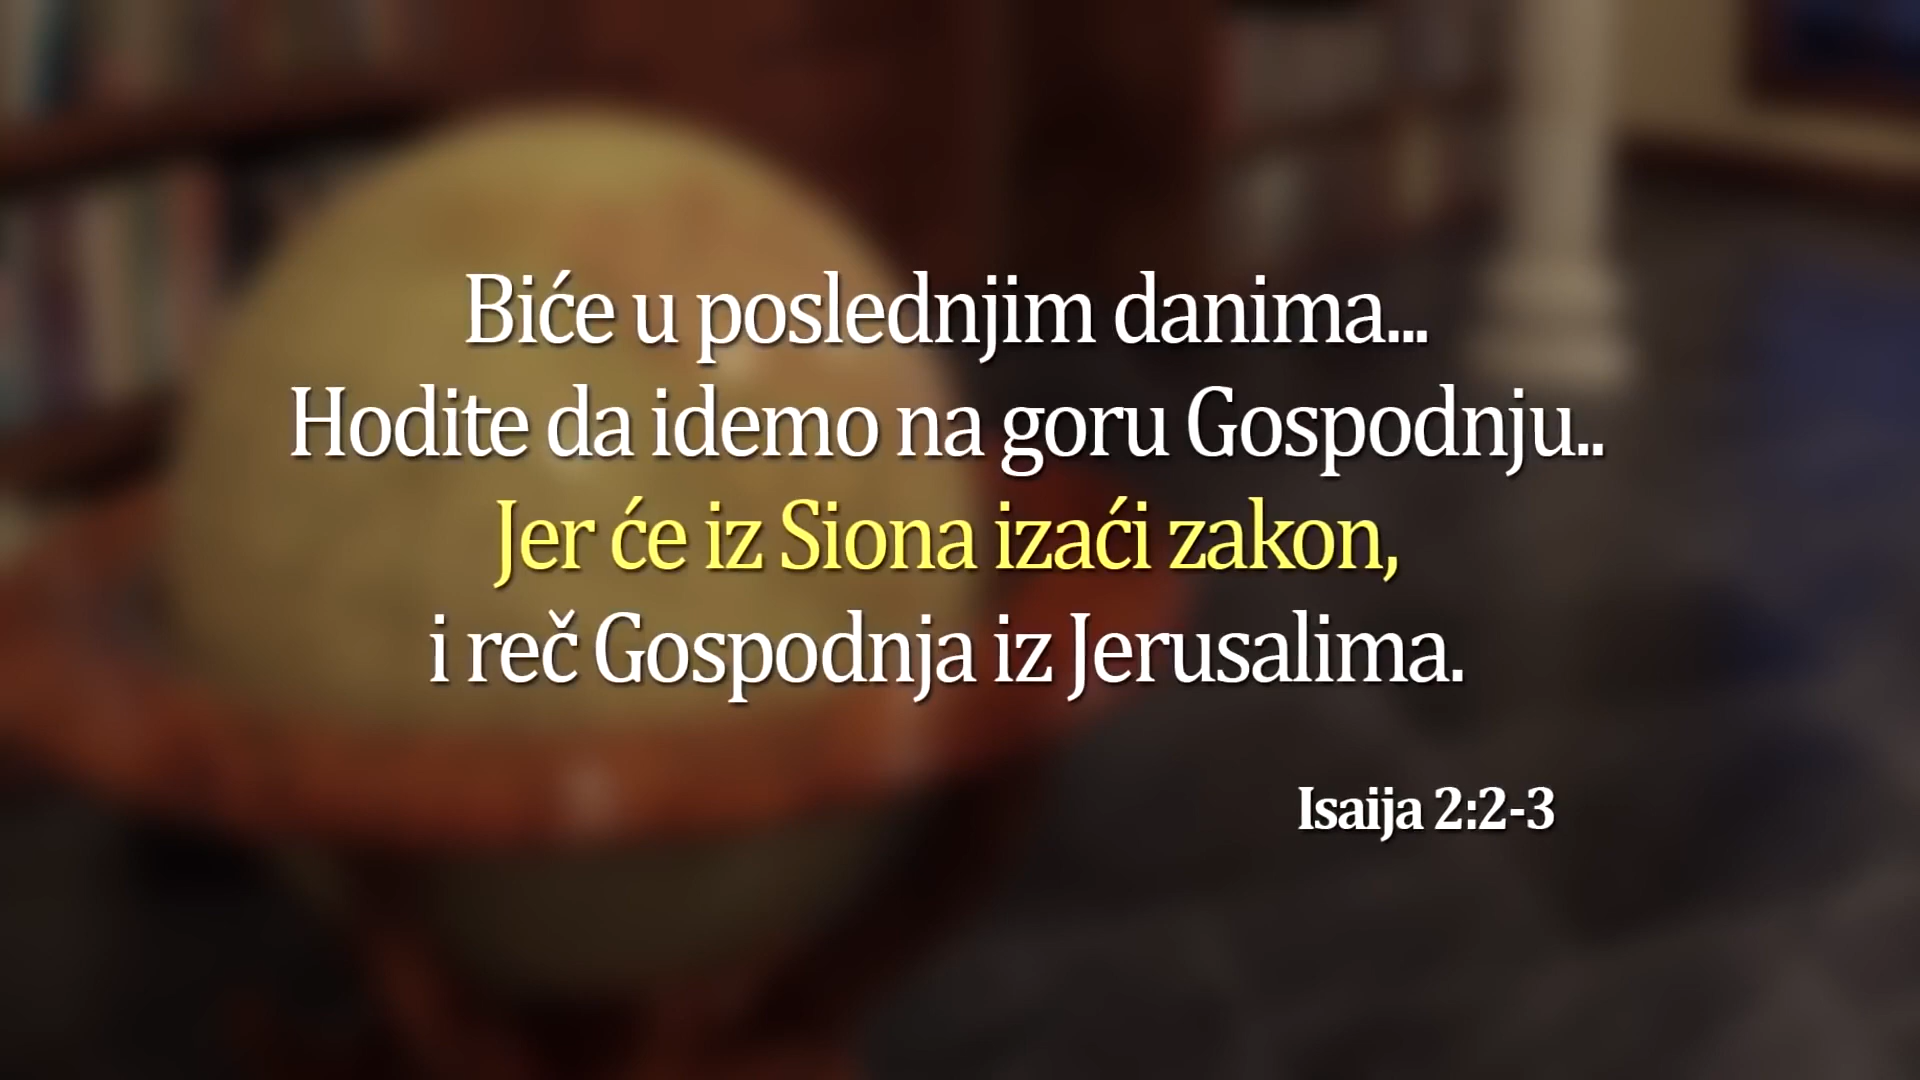 Biće u poslednjim danima...
Hodite da idemo na goru Gospodnju..
Jer će iz Siona izaći zakon,
i reč Gospodnja iz Jerusalima.
Isaija 2:2-3